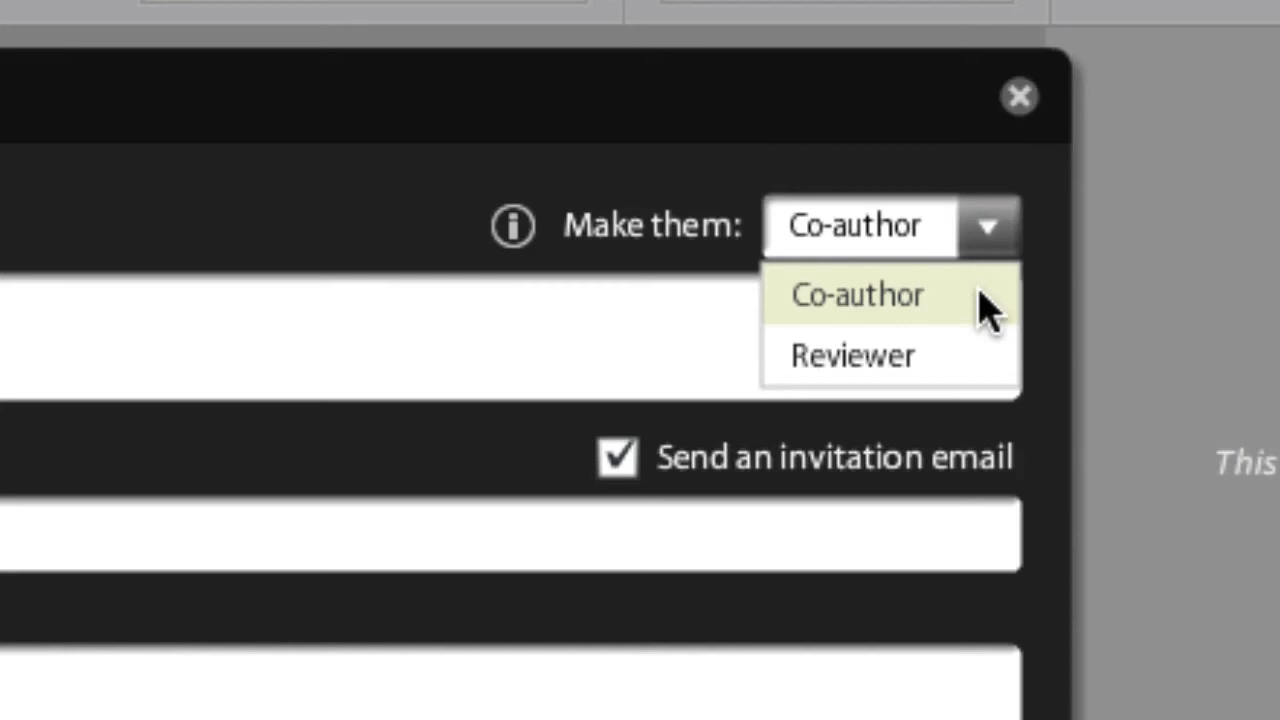 Make them: Co-author
Co-author
Reviewer
Send an invitation email
This